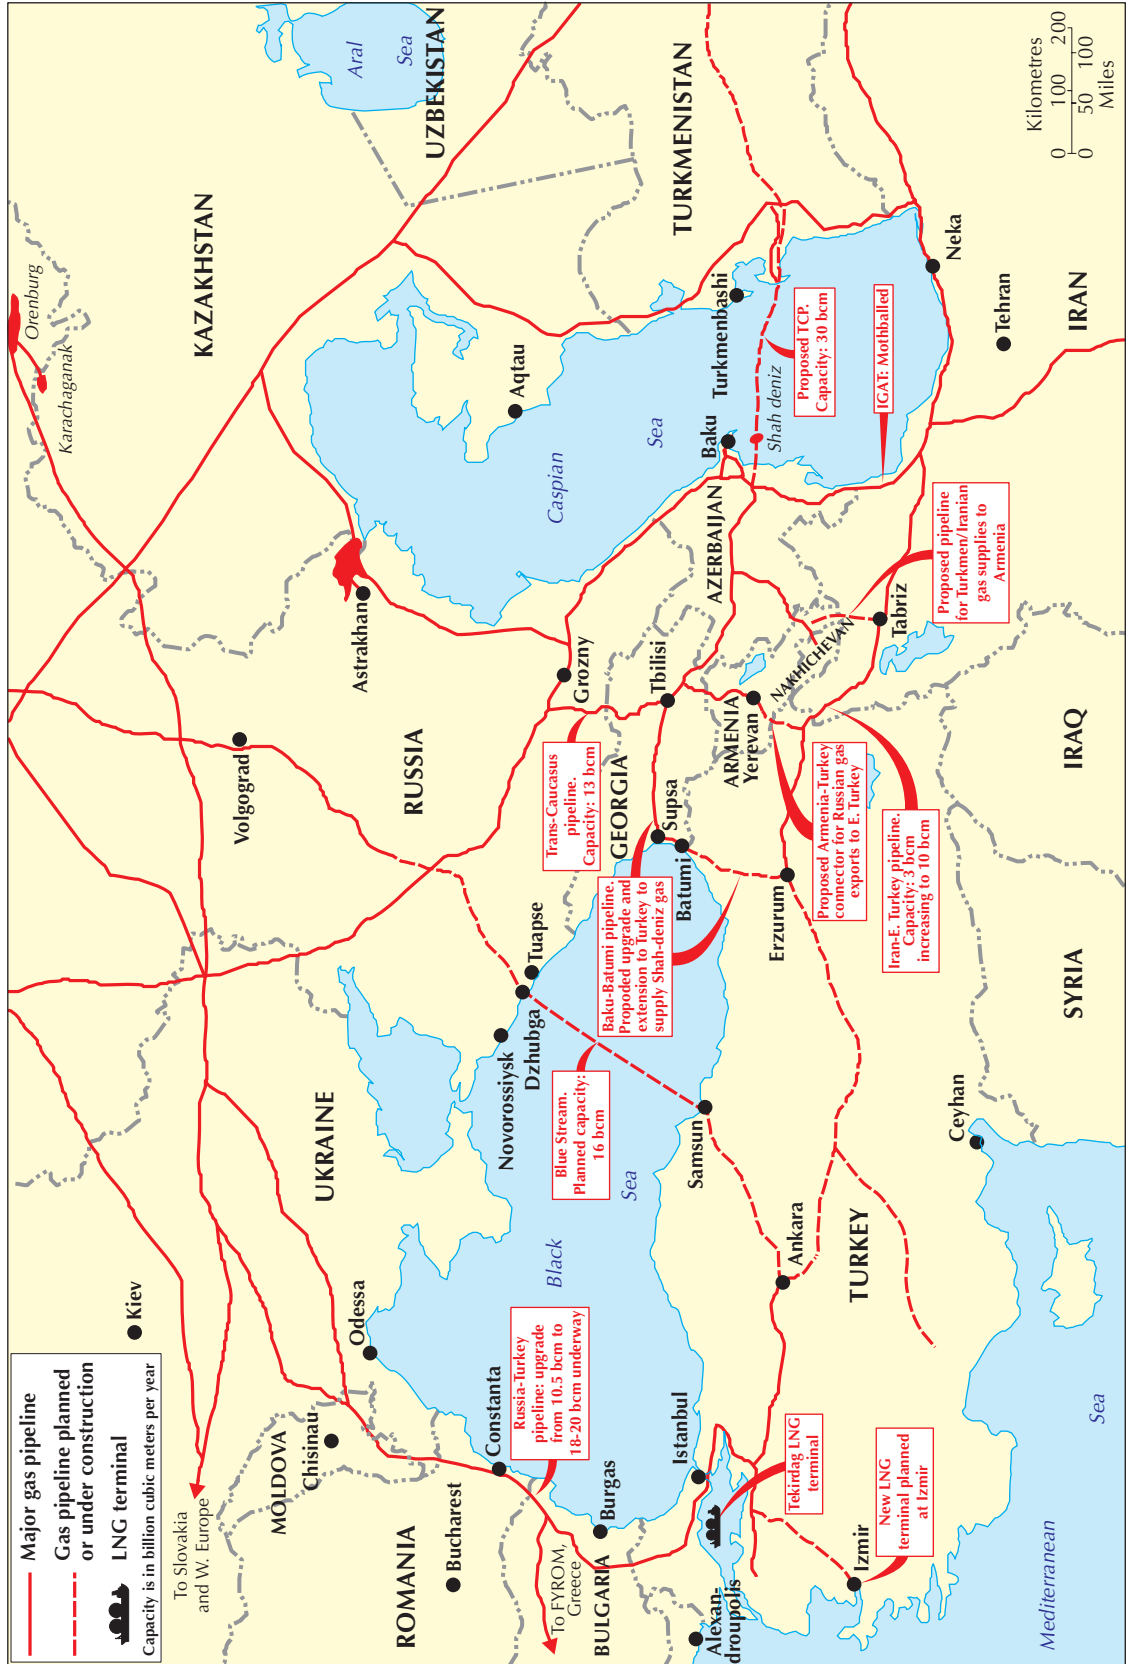 Major gas pipeline
Gas pipeline planned
or under construction
LNG terminal
Capacity is in billion cubic meters per year
To Slovakia
and W. Europe
Kiev
UKRAINE
MOLDOVA
Chisinau
Odessa
ROMANIA
Bucharest
Constanta
Russia-Turkey
pipeline: upgrade
from 10.5 bcm to
18-20 bcm underway
To FYROM,
Greece
BULGARIA
Burgas
Alexan-
droupolis
Istanbul
Tekirdag LNG
terminal
Izmir
New LNG
terminal planned
at Izmir
Mediterranean
Sea
Black
Sea
Blue Stream.
Planned capacity:
16 bcm
Samsun
Ankara
TURKEY
Ceyhan
SYRIA
Novorossiysk
Dzhubga
Tuapse
Volgograd
RUSSIA
Astrakhan
Grozny
Trans-Caucasus
pipeline.
Capacity: 13 bcm
GEORGIA
Tbilisi
Supsa
Batumi
Baku-Batumi pipeline.
Propoded upgrade and
extension to Turkey to
supply Shah-deniz gas
Erzurum
ARMENIA
Yerevan
NAKHICHEVAN
Proposed Armenia-Turkey
connector for Russian gas
exports to E. Turkey
Iran-E. Turkey pipeline.
Capacity: 3 bcm
increasing to 10 bcm
IRAQ
Tabriz
Proposed pipeline
for Turkmen/Iranian
gas supplies to
Armenia
AZERBAIJAN
Baku
Shah deniz
Caspian
Sea
Aqtau
Turkmenbashi
Proposed TCP.
Capacity: 30 bcm
IGAT: Mothballed
Neka
Tehran
IRAN
Orenburg
Karachaganak
KAZAKHSTAN
Aral
Sea
UZBEKISTAN
TURKMENISTAN
Kilometres
0 100 200
0 50 100
Miles